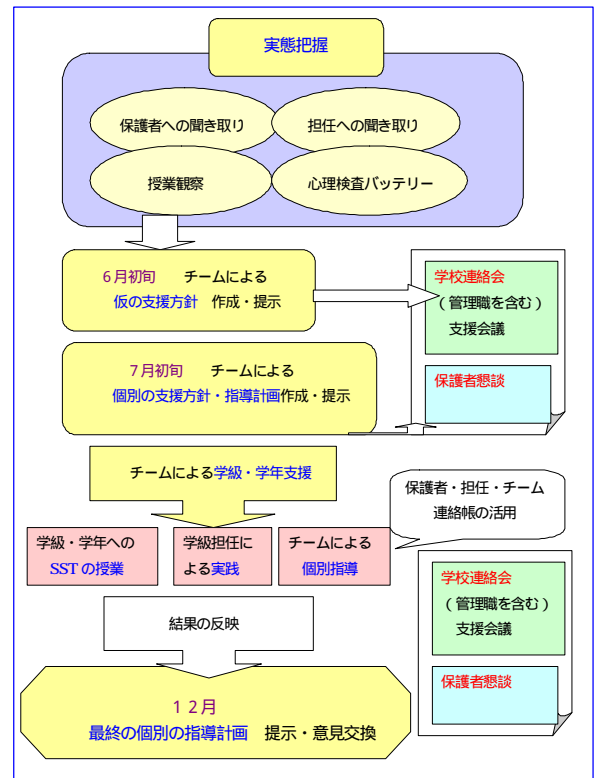 実態把握
保護者への聞き取り
担任への聞き取り
授業観察
心理検査バッテリー
６月初旬　チームによる
仮の支援方針　作成・提示
学校連絡会
（管理職を含む）
支援会議
保護者懇談
７月初旬　チームによる
個別の支援方針・指導計画作成・提示
チームによる学級・学年支援
保護者・担任・チーム
連絡帳の活用
学級・学年への
SST の授業
学級担任に
よる実践
チームによる
個別指導
学校連絡会
（管理職を含む）
支援会議
保護者懇談
結果の反映
１２月
最終の個別の指導計画　提示・意見交換